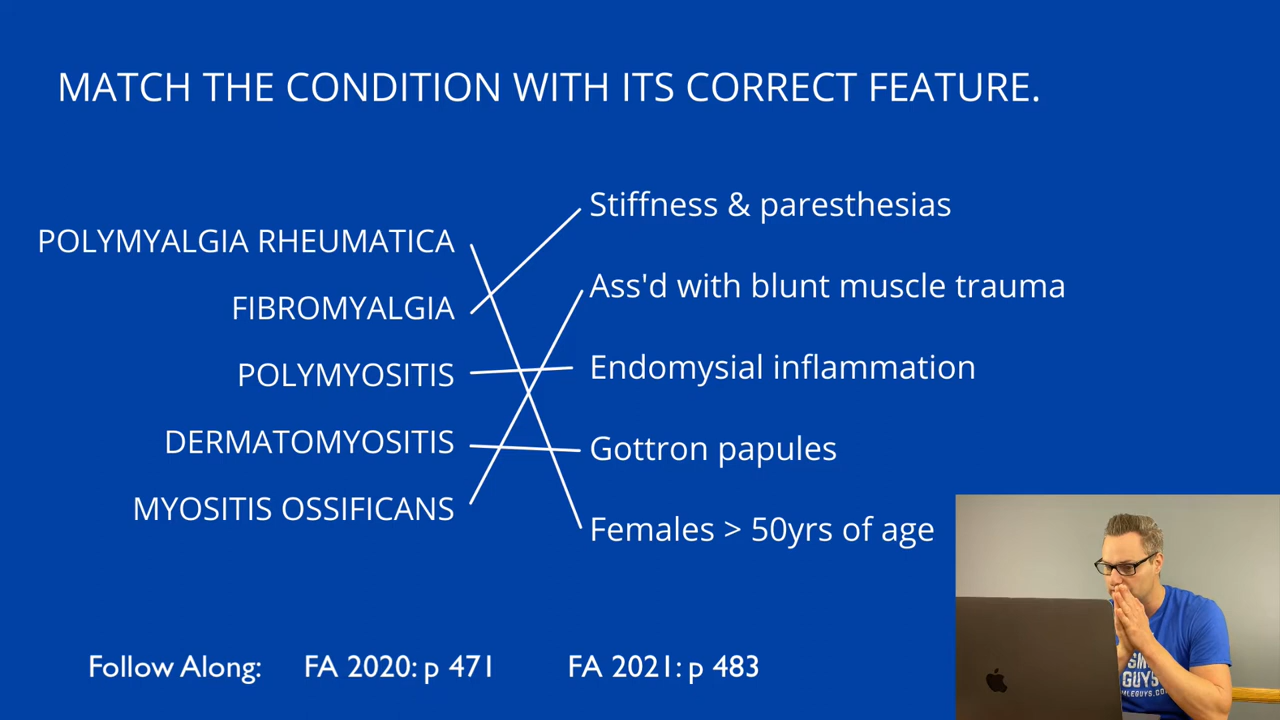 MATCH THE CONDITION WITH ITS CORRECT FEATURE.
POLYMYALGIA RHEUMATICA
FIBROMYALGIA
POLYMYOSITIS
DERMATOMYOSITIS
MYOSITIS OSSIFICANS
Stiffness & paresthesias
Ass'd with blunt muscle trauma
Endomysial inflammation
Gottron papules
Females > 50yrs of age
Follow Along: FA 2020: p 471 FA 2021: p 483
GUYS